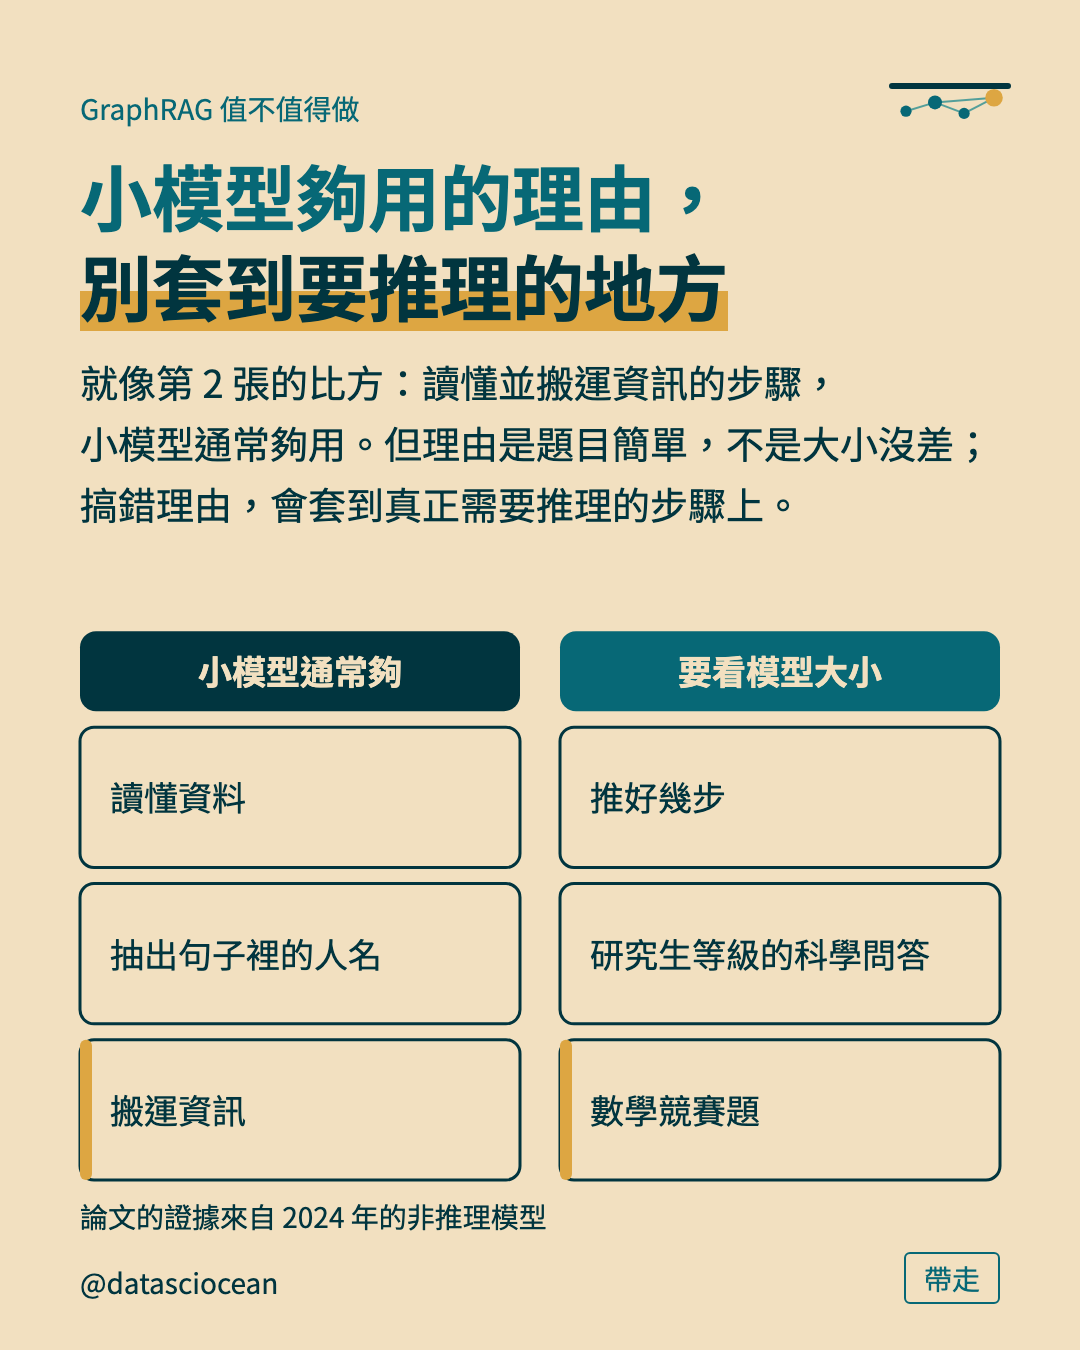 GraphRAG 值不值得做
小模型夠用的理由，
別套到要推理的地方
就像第 2 張的比方：讀懂並搬運資訊的步驟，
小模型通常夠用。但理由是題目簡單，不是大小沒差；
搞錯理由，會套到真正需要推理的步驟上。
小模型通常夠
要看模型大小
讀懂資料
推好幾步
抽出句子裡的人名
研究生等級的科學問答
搬運資訊
數學競賽題
論文的證據來自 2024 年的非推理模型
@datasciocean
帶走